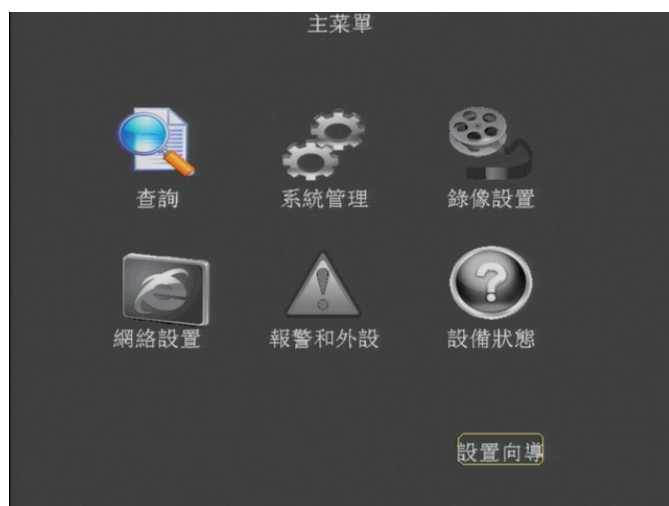 主菜單
查詢
系統管理
錄像設置
網絡設置
報警和外設
設備狀態
設置向導